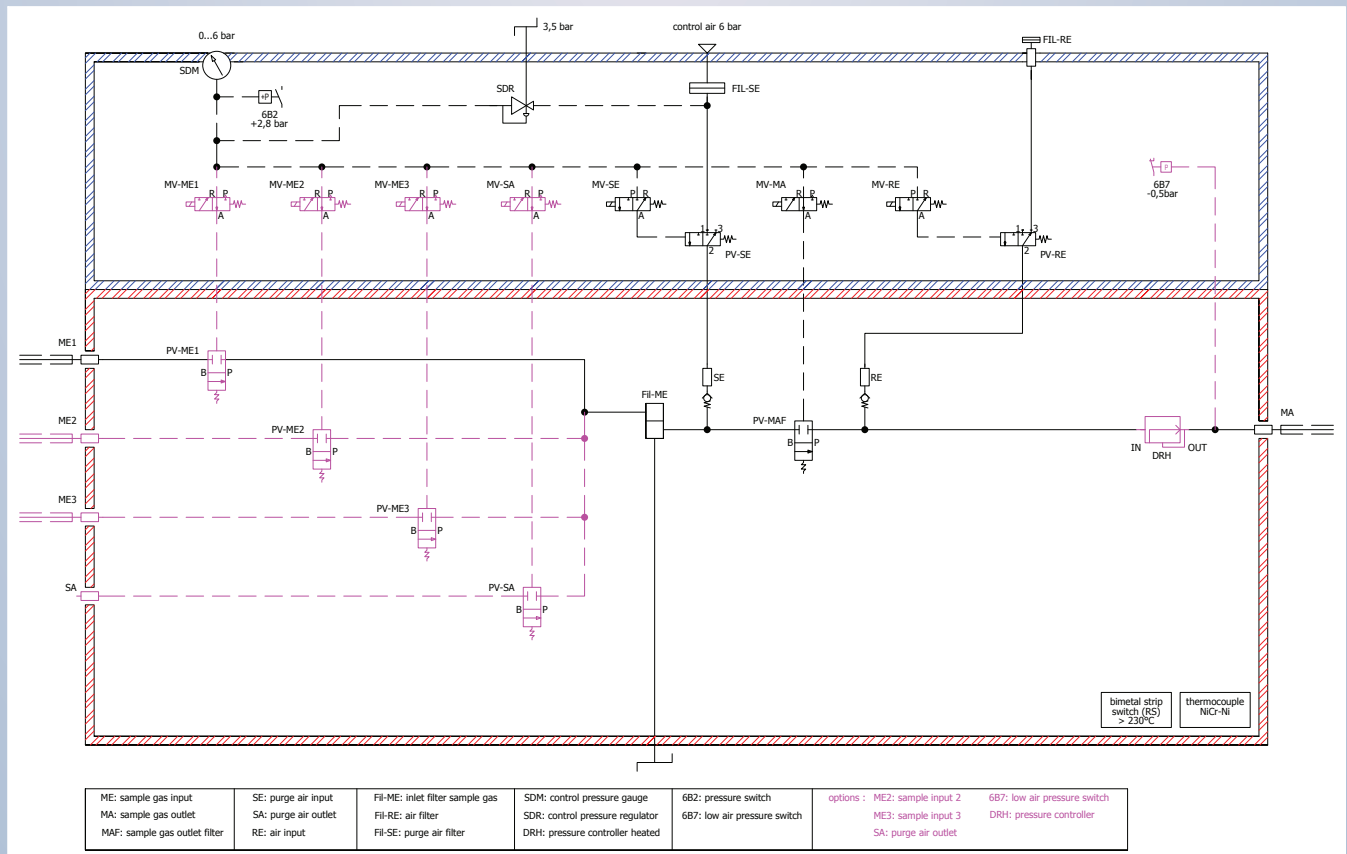 0...6 bar
3,5 bar
control air 6 bar
FIL-RE
SDM
SDR
FIL-SE
+P
6B2
+2,8 bar
P
6B7
-0,5bar
MV-ME1
R P
A
MV-ME2
R P
A
MV-ME3
R P
A
MV-SA
R P
A
MV-SE
P R
A
MV-MA
R P
A
MV-RE
P R
A
1 3
2
PV-SE
1 3
2
PV-RE
ME1
PV-ME1
B P
SE
RE
Fil-ME
ME2
PV-ME2
B P
PV-MAF
B P
IN
DRH
OUT
MA
ME3
PV-ME3
B P
SA
PV-SA
B P
bimetal strip
switch (RS)
> 230°C
thermocouple
NiCr-Ni
ME: sample gas input
MA: sample gas outlet
MAF: sample gas outlet filter
SE: purge air input
SA: purge air outlet
RE: air input
Fil-ME: inlet filter sample gas
Fil-RE: air filter
Fil-SE: purge air filter
SDM: control pressure gauge
SDR: control pressure regulator
DRH: pressure controller heated
6B2: pressure switch
6B7: low air pressure switch
options : ME2: sample input 2
ME3: sample input 3
SA: purge air outlet
6B7: low air pressure switch
DRH: pressure controller